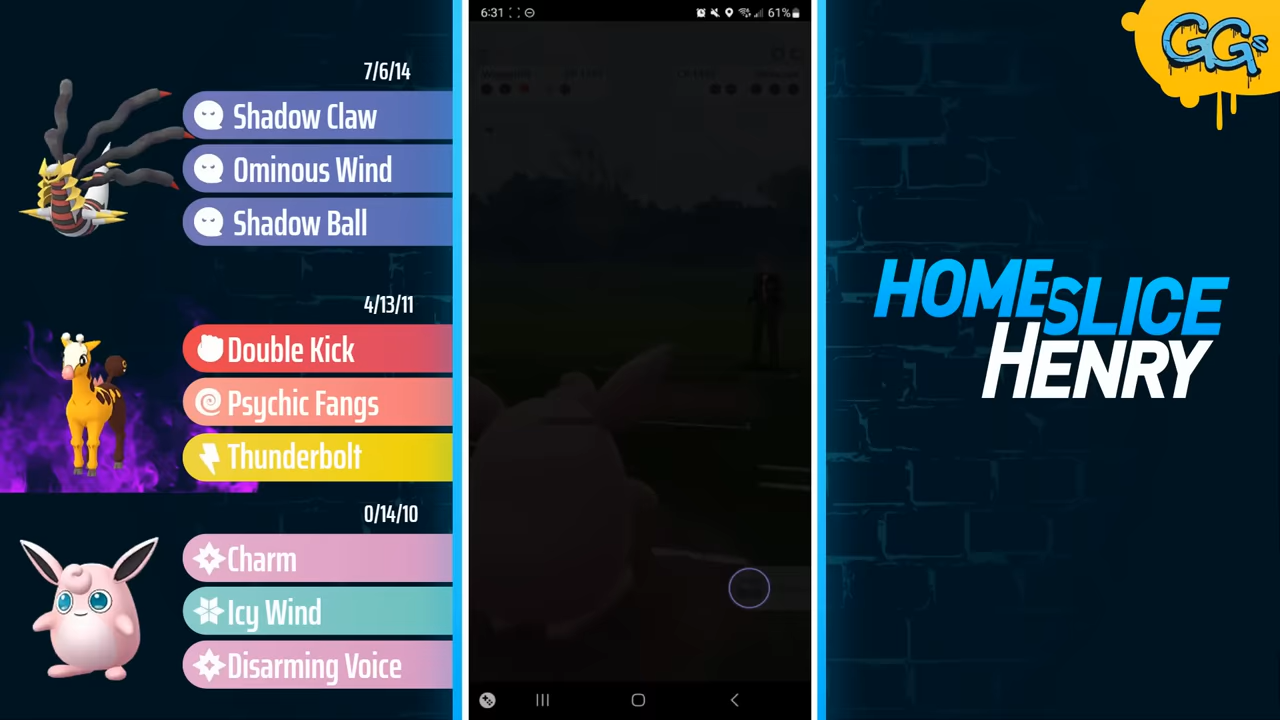 7/6/14
Shadow Claw
Ominous Wind
Shadow Ball
4/13/11
Double Kick
Psychic Fangs
Thunderbolt
0/14/10
Charm
Icy Wind
Disarming Voice
6:31
61%
GGs
HOMESLICE
HENRY